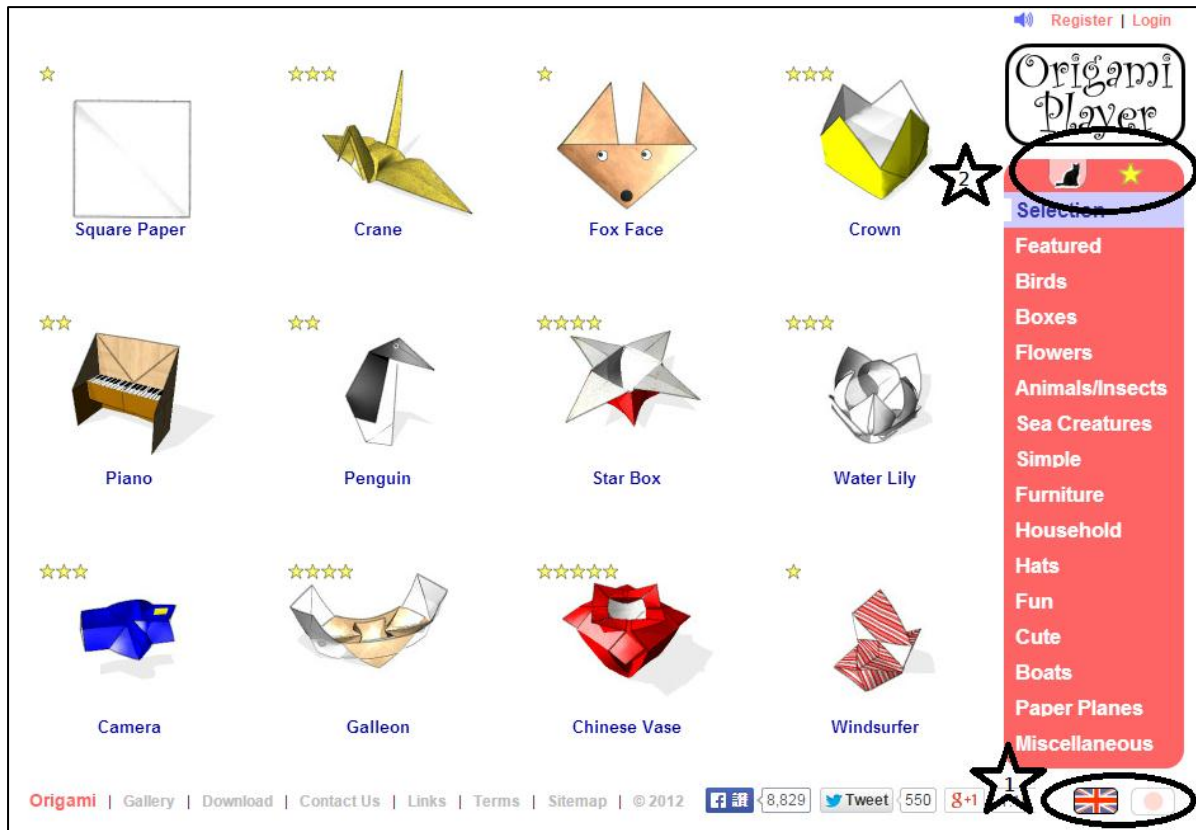 Register | Login
Origami
Player
2
Square Paper
Crane
Fox Face
Crown
Piano
Penguin
Star Box
Water Lily
Camera
Galleon
Chinese Vase
Windsurfer
Selection
Featured
Birds
Boxes
Flowers
Animals/Insects
Sea Creatures
Simple
Furniture
Household
Hats
Fun
Cute
Boats
Paper Planes
Miscellaneous
1
Origami | Gallery | Download | Contact Us | Links | Terms | Sitemap | © 2012 讚 8,829 Tweet 550 g+1